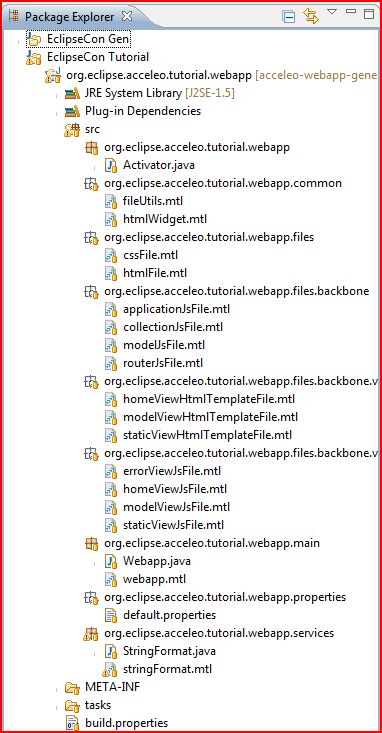 Package Explorer
EclipseCon Gen
EclipseCon Tutorial
org.eclipse.acceleo.tutorial.webapp [acceleo-webapp-gene
JRE System Library [J2SE-1.5]
Plug-in Dependencies
src
org.eclipse.acceleo.tutorial.webapp
Activator.java
org.eclipse.acceleo.tutorial.webapp.common
fileUtils.mtl
htmlWidget.mtl
org.eclipse.acceleo.tutorial.webapp.files
cssFile.mtl
htmlFile.mtl
org.eclipse.acceleo.tutorial.webapp.files.backbone
applicationJsFile.mtl
collectionJsFile.mtl
modelJsFile.mtl
routerJsFile.mtl
org.eclipse.acceleo.tutorial.webapp.files.backbone.v
homeViewHtmlTemplateFile.mtl
modelViewHtmlTemplateFile.mtl
staticViewHtmlTemplateFile.mtl
org.eclipse.acceleo.tutorial.webapp.files.backbone.v
errorViewJsFile.mtl
homeViewJsFile.mtl
modelViewJsFile.mtl
staticViewJsFile.mtl
org.eclipse.acceleo.tutorial.webapp.main
Webapp.java
webapp.mtl
org.eclipse.acceleo.tutorial.webapp.properties
default.properties
org.eclipse.acceleo.tutorial.webapp.services
StringFormat.java
stringFormat.mtl
META-INF
tasks
build.properties